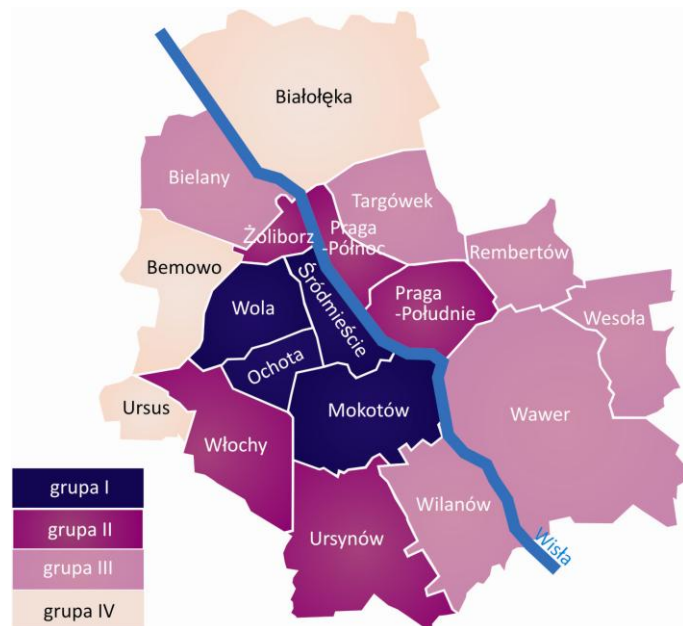 Białołęka
Bielany
Targówek
Żoliborz
Praga
-Północ
Rembertów
Bemowo
Śródmieście
Praga
-Południe
Wola
Wesoła
Ochota
Ursus
Mokotów
Wawer
Włochy
Wilanów
Ursynów
Wisła
grupa I
grupa II
grupa III
grupa IV